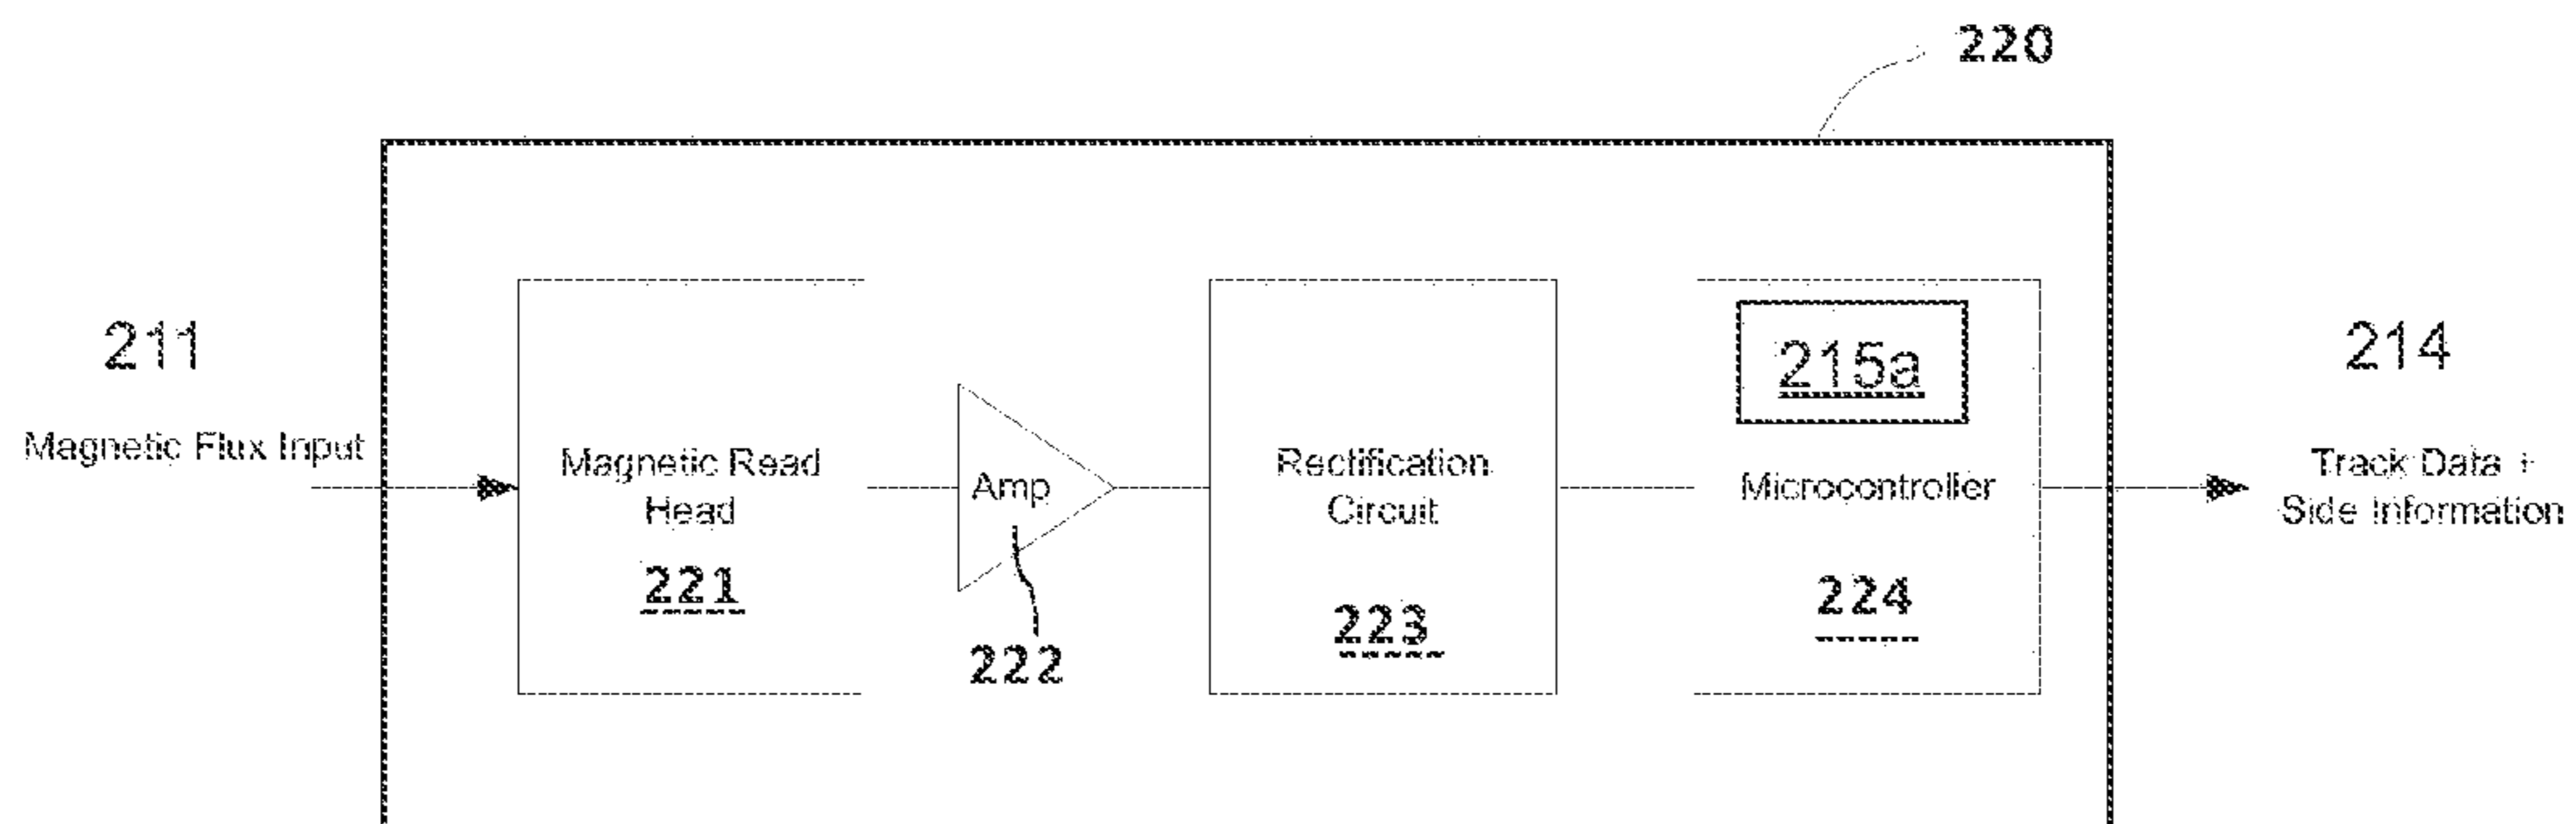 220
211
Magnetic Flux Input
Magnetic Read
Head
221
Amp
222
Rectification
Circuit
223
215a
Microcontroller
224
214
Track Data +
Side Information